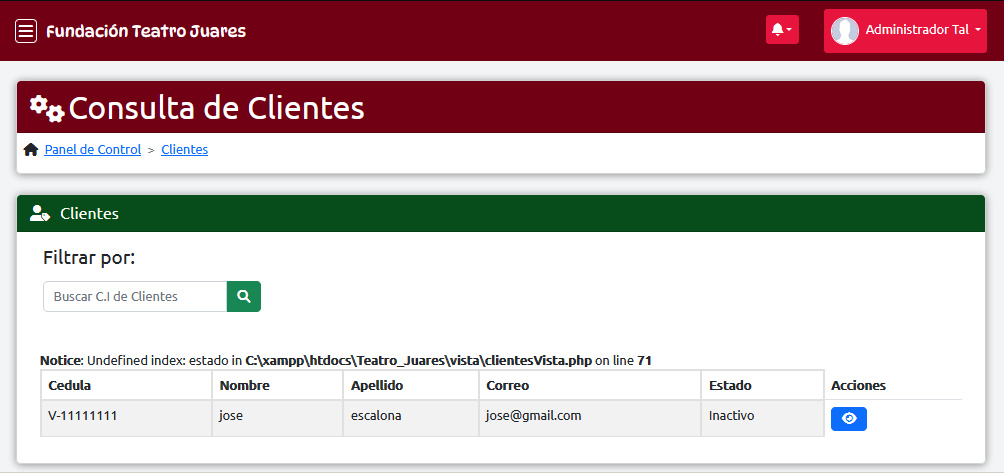 Fundación Teatro Juares
Administrador Tal
Consulta de Clientes
Panel de Control > Clientes
Clientes
Filtrar por:
Buscar C.I de Clientes
Notice: Undefined index: estado in C:\xampp\htdocs\Teatro_Juares\vista\clientesVista.php on line 71
Cedula Nombre Apellido Correo Estado Acciones
V-11111111 jose escalona jose@gmail.com Inactivo